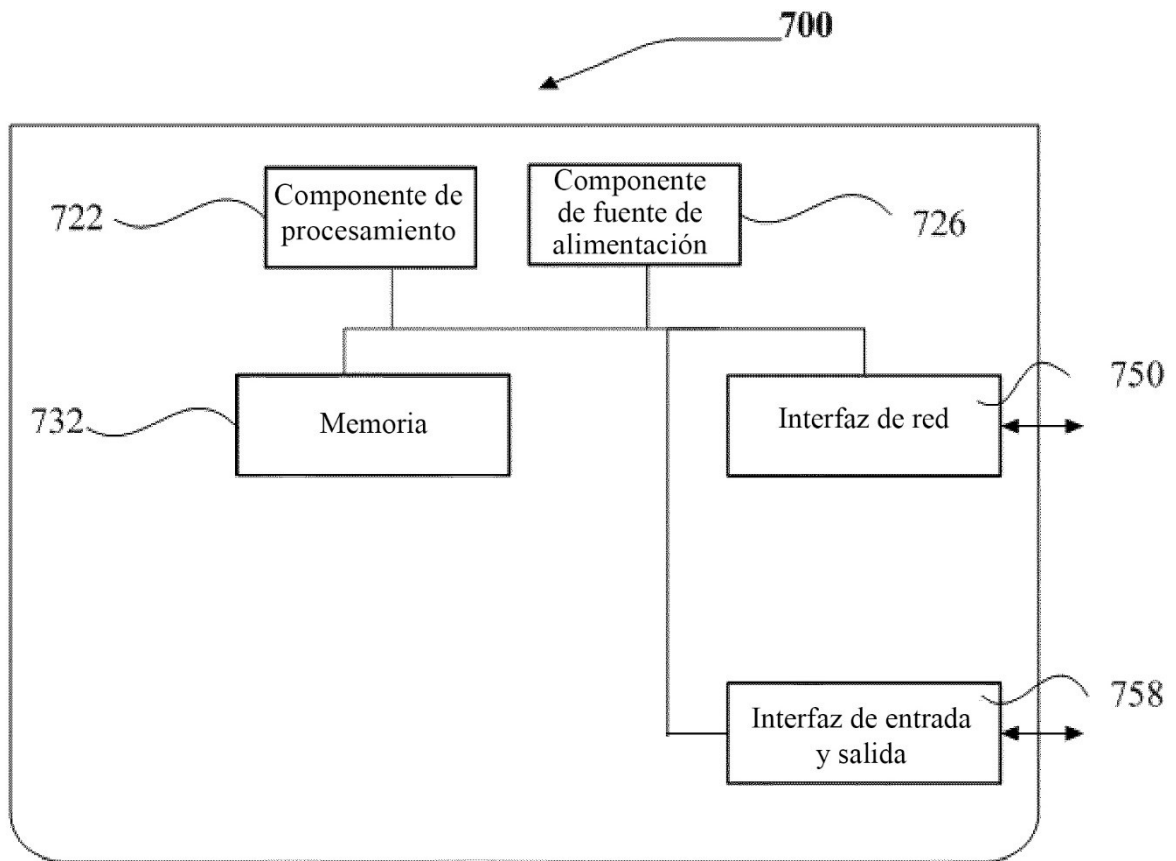 700
722
Componente de
procesamiento
Componente
de fuente de
alimentación
726
732
Memoria
Interfaz de red
750
Interfaz de entrada
y salida
758